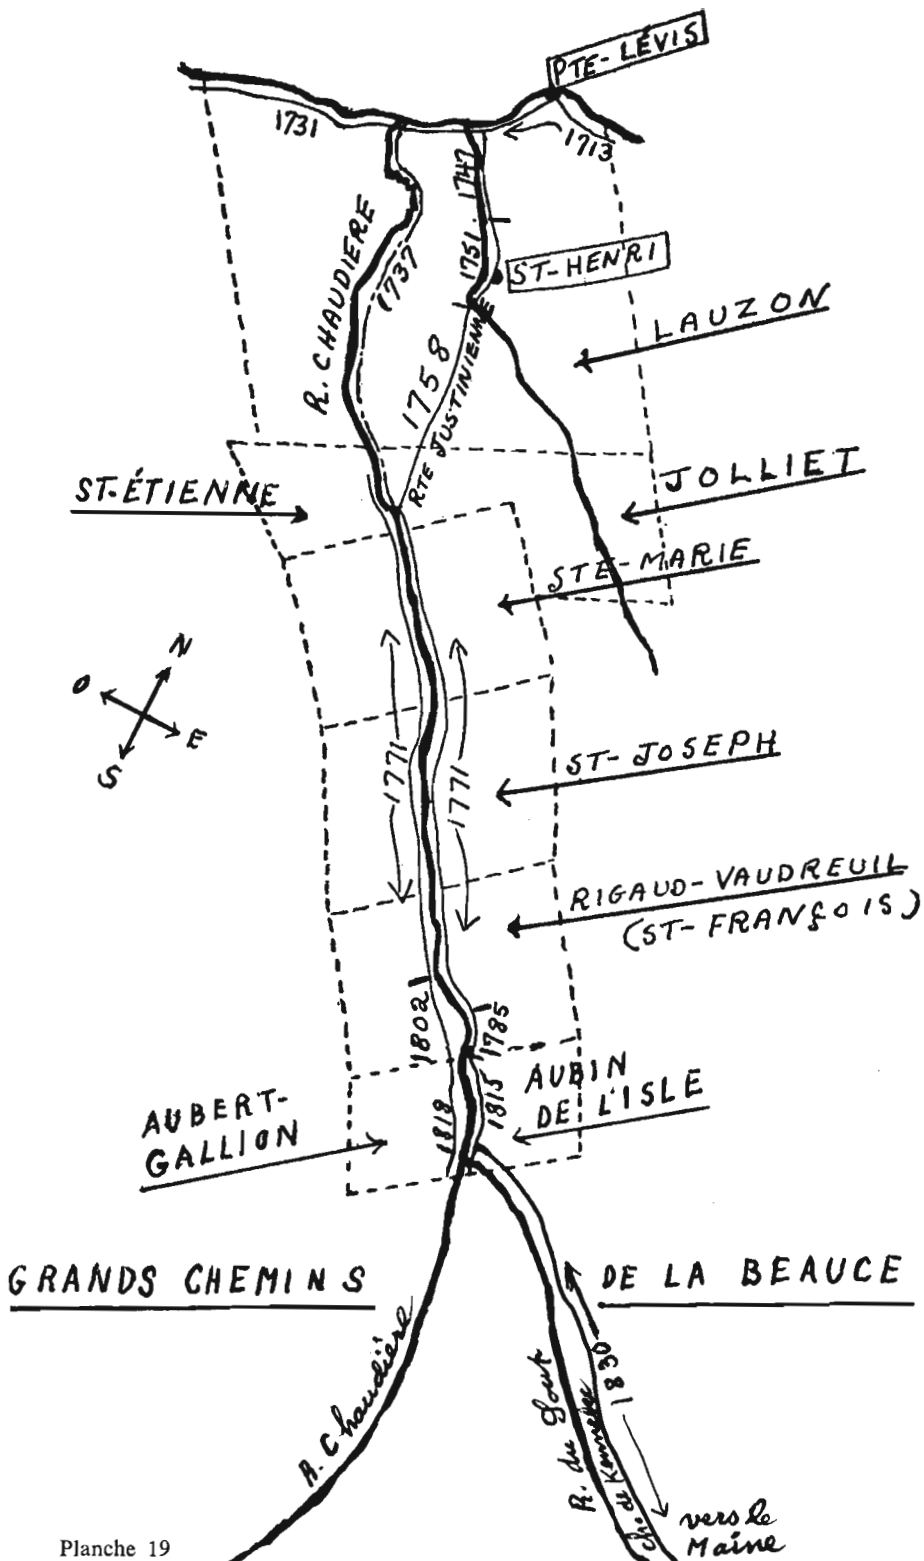 PTE-LÉVIS
1731
1713
1747
R. CHAUDIERE
1737
1751
ST-HENRI
LAUZON
1758
RTE JUSTINIENNE
JOLLIET
ST-ÉTIENNE
STE-MARIE
N
O
E
S
1771
1771
ST-JOSEPH
RIGAUD-VAUDREUIL
(ST-FRANÇOIS)
1802
1785
AUBIN
DE L'ISLE
1815
1818
AUBERT-
GALLION
GRANDS CHEMINS
DE LA BEAUCE
R. Chaudière
1830
R. du Loup
Che de Kennebec
vers le
Maine
Planche 19